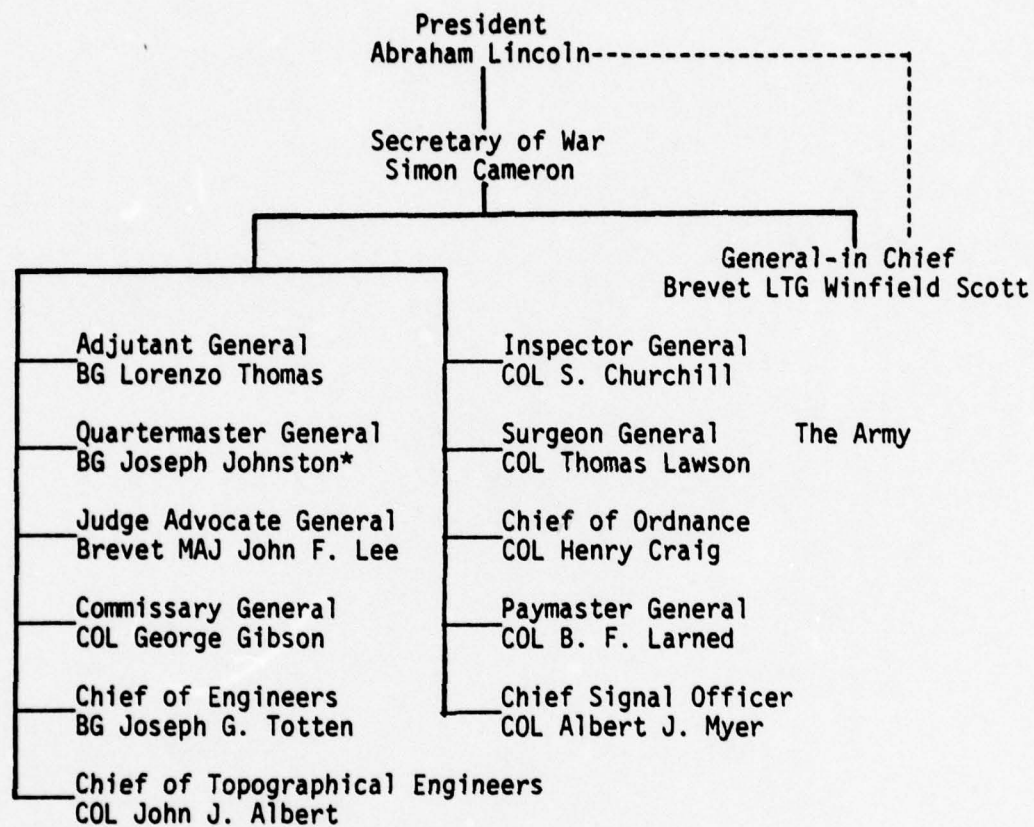 President
Abraham Lincoln
Secretary of War
Simon Cameron
General-in Chief
Brevet LTG Winfield Scott
Adjutant General
BG Lorenzo Thomas
Quartermaster General
BG Joseph Johnston*
Judge Advocate General
Brevet MAJ John F. Lee
Commissary General
COL George Gibson
Chief of Engineers
BG Joseph G. Totten
Chief of Topographical Engineers
COL John J. Albert
Inspector General
COL S. Churchill
Surgeon General
COL Thomas Lawson
Chief of Ordnance
COL Henry Craig
Paymaster General
COL B. F. Larned
Chief Signal Officer
COL Albert J. Myer
The Army